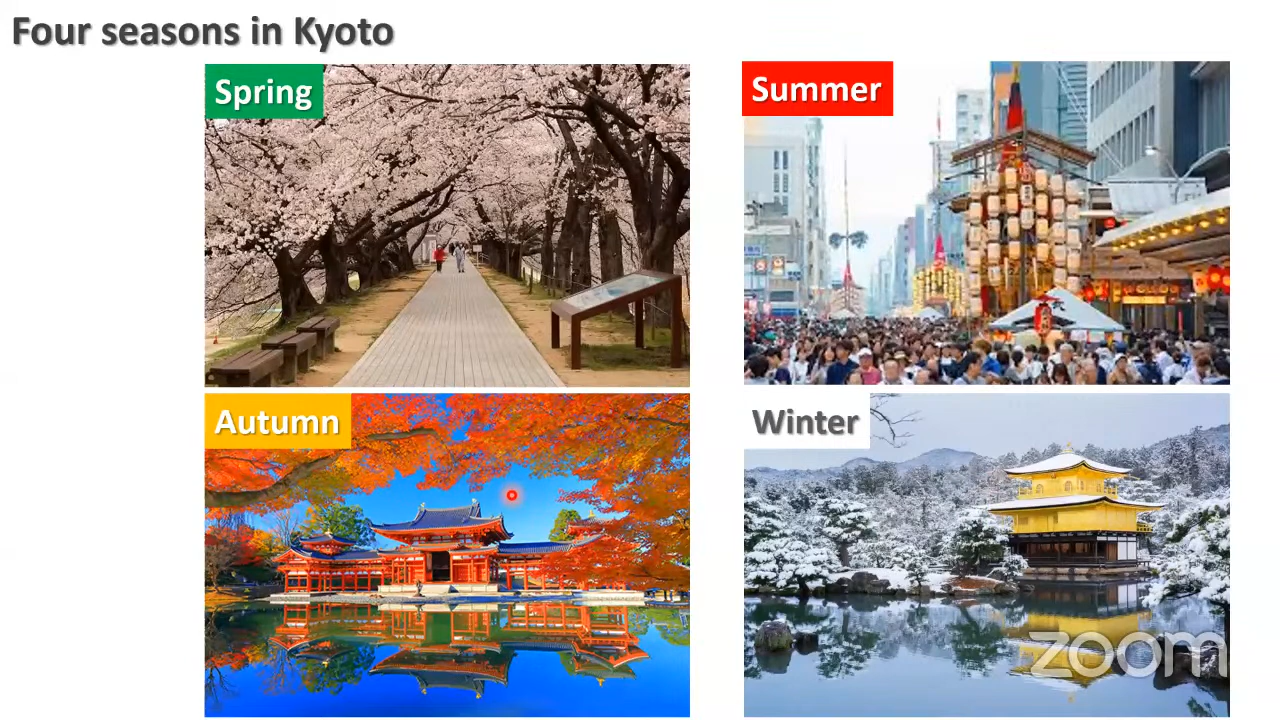 Four seasons in Kyoto
Spring
Summer
Autumn
Winter
zoom